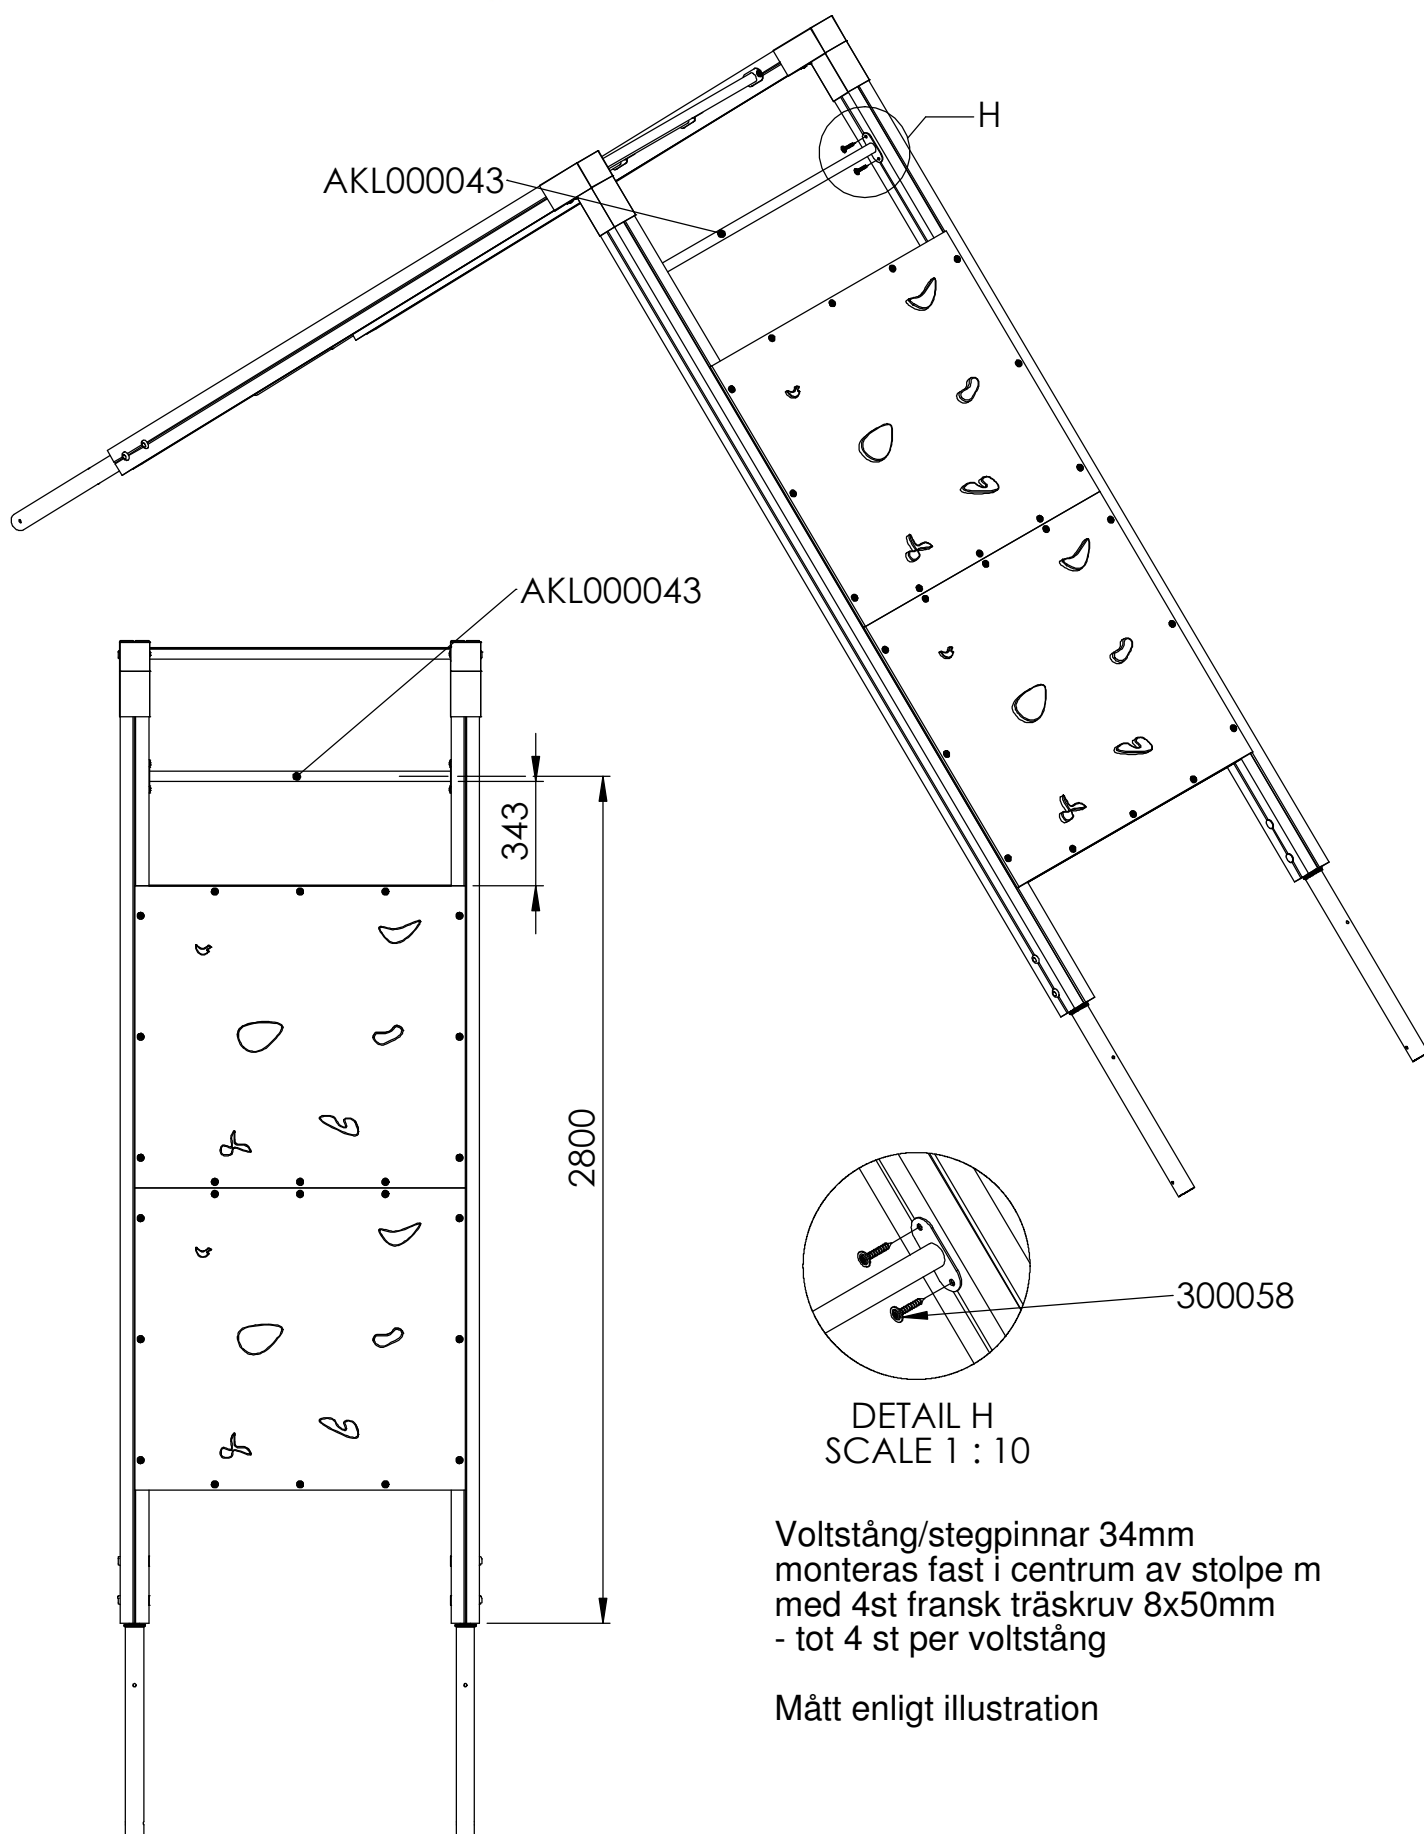 H
AKL000043
AKL000043
343
2800
300058
DETAIL H
SCALE 1 : 10
Voltstång/stegpinnar 34mm
monteras fast i centrum av stolpe m
med 4st fransk träskruv 8x50mm
- tot 4 st per voltstång
Mått enligt illustration